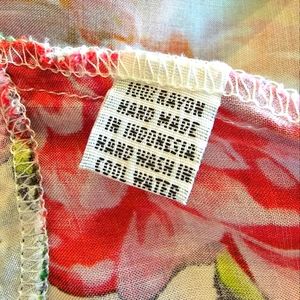 100% RAYON
HAND MADE
IN INDONESIA
HAND WASH IN
COOL WATER